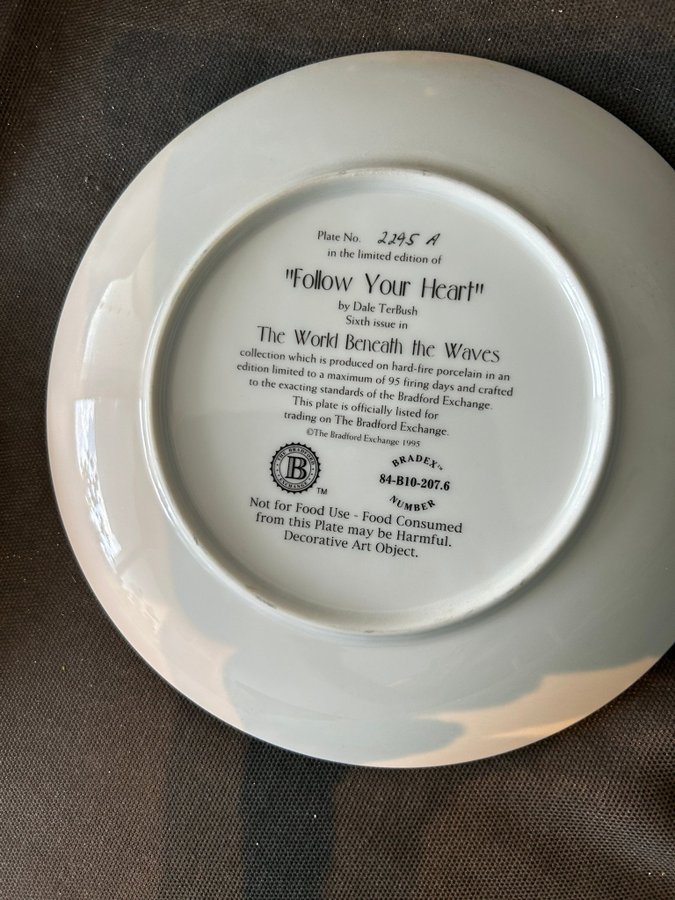 Plate No. 2295 A
in the limited edition of
"Follow Your Heart"
by Dale TerBush
Sixth issue in
The World Beneath the Waves
collection which is produced on hard-fire porcelain in an
edition limited to a maximum of 95 firing days and crafted
to the exacting standards of the Bradford Exchange.
This plate is officially listed for
trading on The Bradford Exchange.
©The Bradford Exchange 1995
THE BRADFORD
B
EXCHANGE
TM
BRADEX™
84-B10-207.6
NUMBER
Not for Food Use - Food Consumed
from this Plate may be Harmful.
Decorative Art Object.